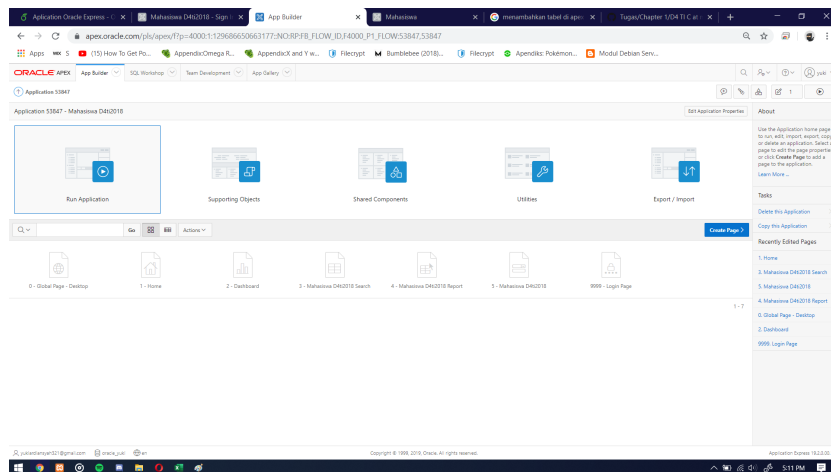 Aplication Oracle Express - C
Mahasiswa D4ti2018 - Sign In
App Builder
Mahasiswa
menambahkan tabel di apex
Tugas/Chapter 1/04 TI C at
apex.oracle.com/pls/apex/f?p=4000:1:129686650663177::NO:RP:FB_FLOW_ID,F4000_P1_FLOW:53847,53847
Apps
(15) How To Get Po...
Appendix:Omega R...
Appendix:X and Y w...
Filecrypt
Bumblebee (2018)...
Filecrypt
Apendiks: Pokémon...
Modul Debian Serv...
ORACLE APEX
App Builder
SQL Workshop
Team Development
App Gallery
yuki
Application 53847
1
Application 53847 - Mahasiswa D4ti2018
Edit Application Properties
About
Use the Application home page
to run, edit, import, export, copy
or delete an application. Select a
page to edit the page properties
or click Create Page to add a
page to the application.
Learn More...
Run Application
Supporting Objects
Shared Components
Utilities
Export / Import
Tasks
Delete this Application
Copy this Application
Go
Actions
Create Page
Recently Edited Pages
1. Home
3. Mahasiswa D4ti2018 Search
5. Mahasiswa D4ti2018
4. Mahasiswa D4ti2018 Report
0. Global Page - Desktop
2. Dashboard
9999. Login Page
0 - Global Page - Desktop
1 - Home
2 - Dashboard
3 - Mahasiswa D4ti2018 Search
4 - Mahasiswa D4ti2018 Report
5 - Mahasiswa D4ti2018
9999 - Login Page
1 - 7
oracle_yuki
en
Copyright © 1999, 2019, Oracle. All rights reserved.
Application Express 19.2.0.00
5:11 PM